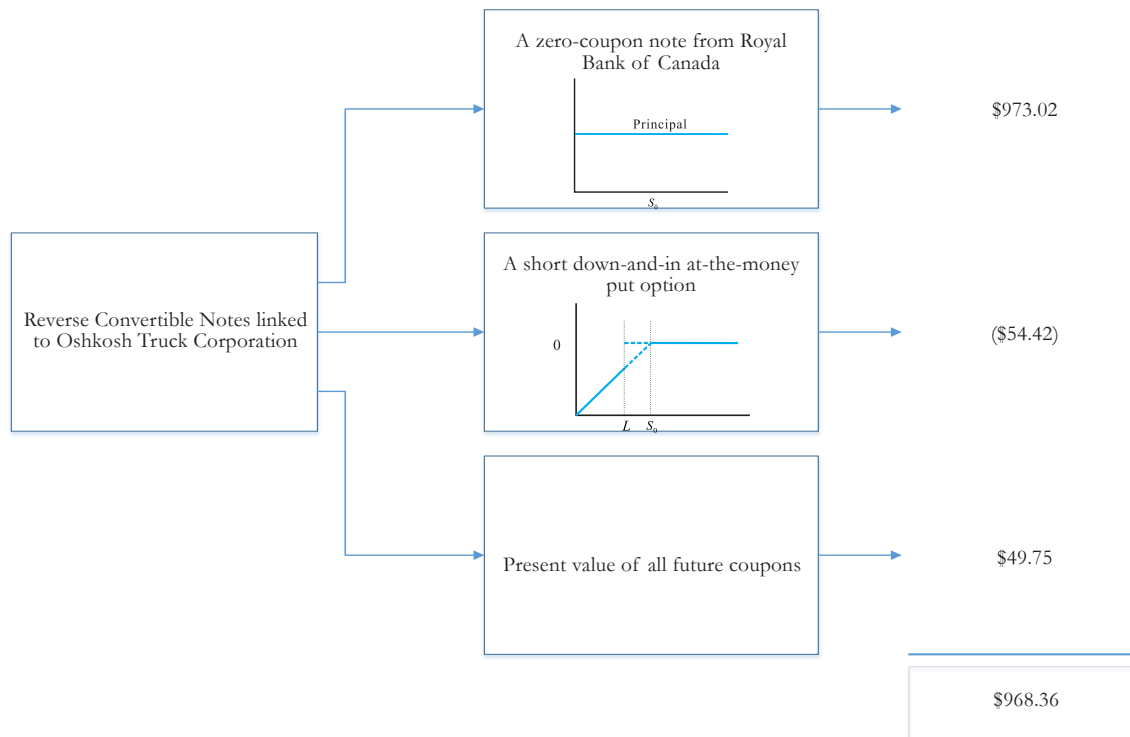 A zero-coupon note from Royal
Bank of Canada
Principal
S₀
$973.02
Reverse Convertible Notes linked
to Oshkosh Truck Corporation
A short down-and-in at-the-money
put option
0
L S₀
($54.42)
Present value of all future coupons
$49.75
$968.36